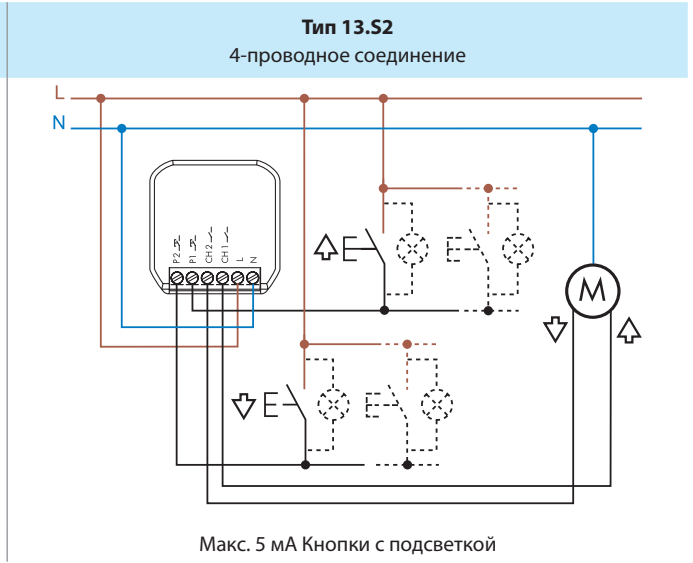 Тип 13.S2
4-проводное соединение
L
N
P2
P1
CH2
CH1
L
N
M
Макс. 5 мА Кнопки с подсветкой